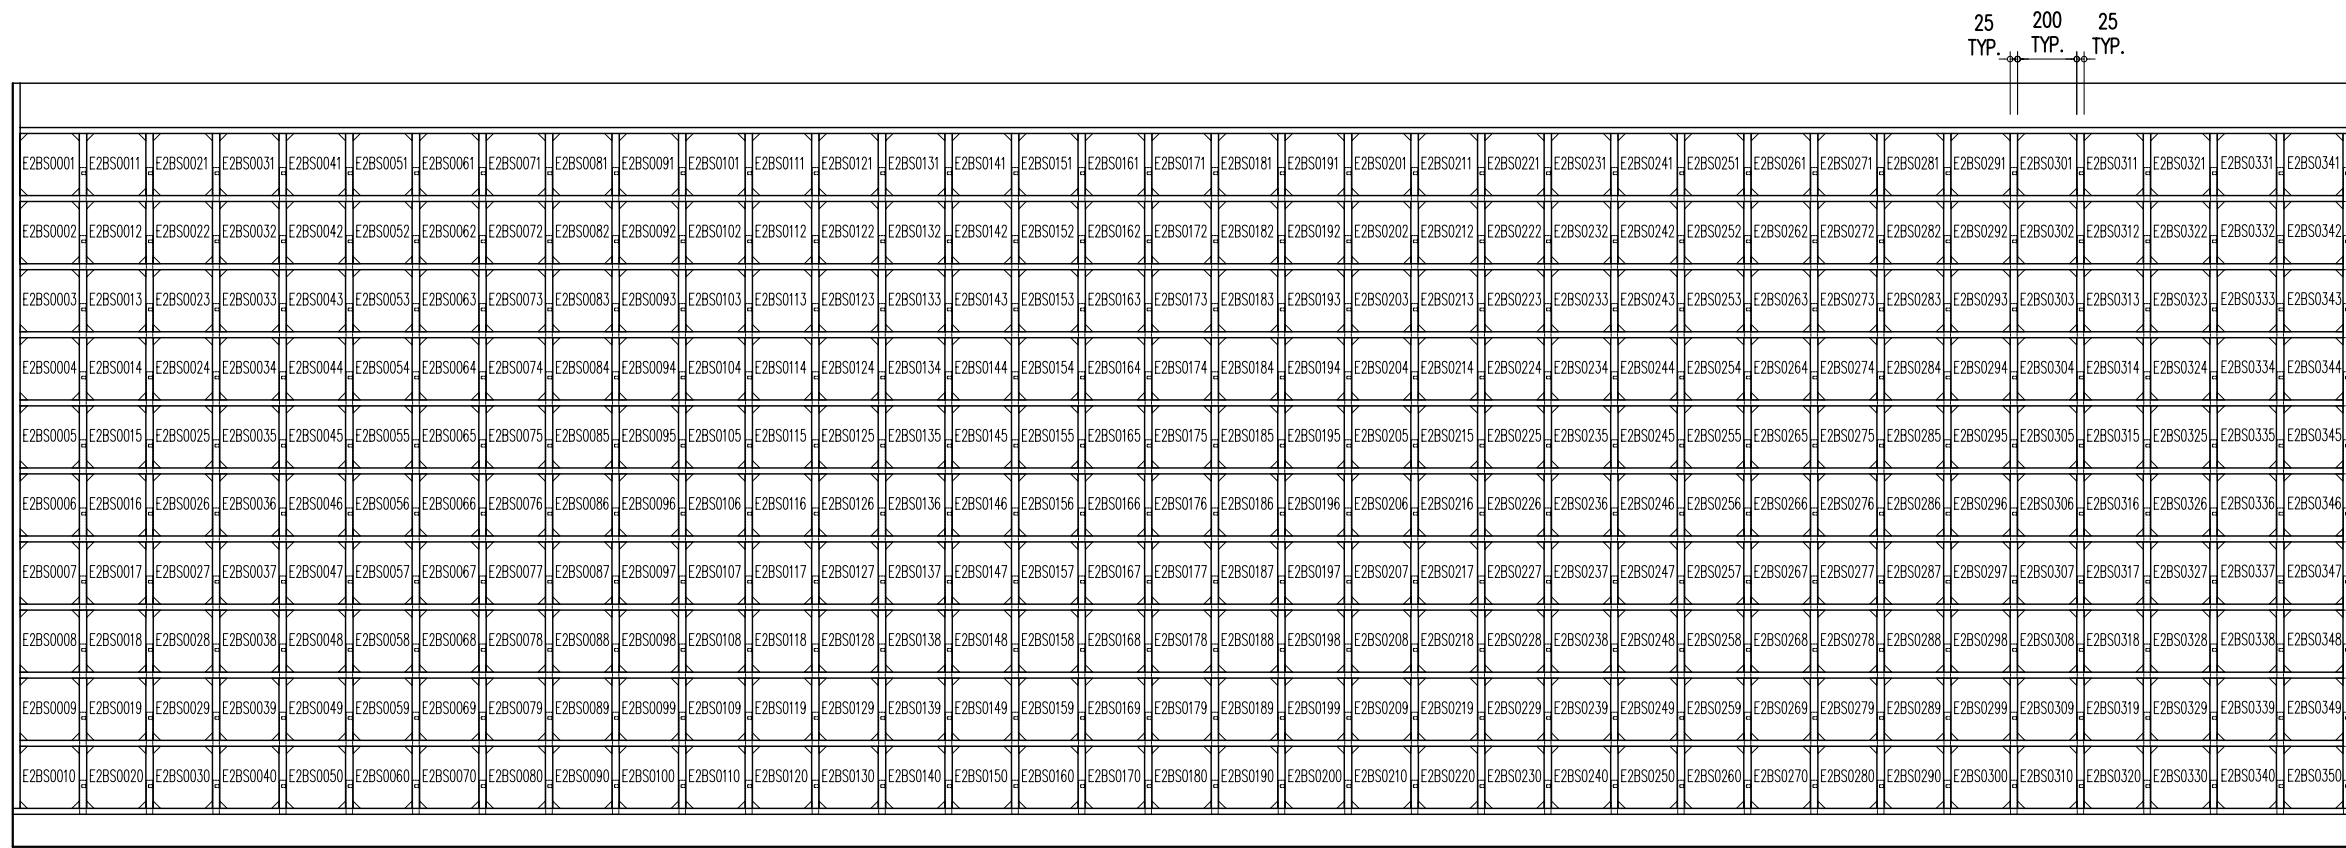 25 200 25
TYP. TYP. TYP.
E2BS0001 E2BS0011 E2BS0021 E2BS0031 E2BS0041 E2BS0051 E2BS0061 E2BS0071 E2BS0081 E2BS0091 E2BS0101 E2BS0111 E2BS0121 E2BS0131 E2BS0141 E2BS0151 E2BS0161 E2BS0171 E2BS0181 E2BS0191 E2BS0201 E2BS0211 E2BS0221 E2BS0231 E2BS0241 E2BS0251 E2BS0261 E2BS0271 E2BS0281 E2BS0291 E2BS0301 E2BS0311 E2BS0321 E2BS0331 E2BS0341
E2BS0002 E2BS0012 E2BS0022 E2BS0032 E2BS0042 E2BS0052 E2BS0062 E2BS0072 E2BS0082 E2BS0092 E2BS0102 E2BS0112 E2BS0122 E2BS0132 E2BS0142 E2BS0152 E2BS0162 E2BS0172 E2BS0182 E2BS0192 E2BS0202 E2BS0212 E2BS0222 E2BS0232 E2BS0242 E2BS0252 E2BS0262 E2BS0272 E2BS0282 E2BS0292 E2BS0302 E2BS0312 E2BS0322 E2BS0332 E2BS0342
E2BS0003 E2BS0013 E2BS0023 E2BS0033 E2BS0043 E2BS0053 E2BS0063 E2BS0073 E2BS0083 E2BS0093 E2BS0103 E2BS0113 E2BS0123 E2BS0133 E2BS0143 E2BS0153 E2BS0163 E2BS0173 E2BS0183 E2BS0193 E2BS0203 E2BS0213 E2BS0223 E2BS0233 E2BS0243 E2BS0253 E2BS0263 E2BS0273 E2BS0283 E2BS0293 E2BS0303 E2BS0313 E2BS0323 E2BS0333 E2BS0343
E2BS0004 E2BS0014 E2BS0024 E2BS0034 E2BS0044 E2BS0054 E2BS0064 E2BS0074 E2BS0084 E2BS0094 E2BS0104 E2BS0114 E2BS0124 E2BS0134 E2BS0144 E2BS0154 E2BS0164 E2BS0174 E2BS0184 E2BS0194 E2BS0204 E2BS0214 E2BS0224 E2BS0234 E2BS0244 E2BS0254 E2BS0264 E2BS0274 E2BS0284 E2BS0294 E2BS0304 E2BS0314 E2BS0324 E2BS0334 E2BS0344
E2BS0005 E2BS0015 E2BS0025 E2BS0035 E2BS0045 E2BS0055 E2BS0065 E2BS0075 E2BS0085 E2BS0095 E2BS0105 E2BS0115 E2BS0125 E2BS0135 E2BS0145 E2BS0155 E2BS0165 E2BS0175 E2BS0185 E2BS0195 E2BS0205 E2BS0215 E2BS0225 E2BS0235 E2BS0245 E2BS0255 E2BS0265 E2BS0275 E2BS0285 E2BS0295 E2BS0305 E2BS0315 E2BS0325 E2BS0335 E2BS0345
E2BS0006 E2BS0016 E2BS0026 E2BS0036 E2BS0046 E2BS0056 E2BS0066 E2BS0076 E2BS0086 E2BS0096 E2BS0106 E2BS0116 E2BS0126 E2BS0136 E2BS0146 E2BS0156 E2BS0166 E2BS0176 E2BS0186 E2BS0196 E2BS0206 E2BS0216 E2BS0226 E2BS0236 E2BS0246 E2BS0256 E2BS0266 E2BS0276 E2BS0286 E2BS0296 E2BS0306 E2BS0316 E2BS0326 E2BS0336 E2BS0346
E2BS0007 E2BS0017 E2BS0027 E2BS0037 E2BS0047 E2BS0057 E2BS0067 E2BS0077 E2BS0087 E2BS0097 E2BS0107 E2BS0117 E2BS0127 E2BS0137 E2BS0147 E2BS0157 E2BS0167 E2BS0177 E2BS0187 E2BS0197 E2BS0207 E2BS0217 E2BS0227 E2BS0237 E2BS0247 E2BS0257 E2BS0267 E2BS0277 E2BS0287 E2BS0297 E2BS0307 E2BS0317 E2BS0327 E2BS0337 E2BS0347
E2BS0008 E2BS0018 E2BS0028 E2BS0038 E2BS0048 E2BS0058 E2BS0068 E2BS0078 E2BS0088 E2BS0098 E2BS0108 E2BS0118 E2BS0128 E2BS0138 E2BS0148 E2BS0158 E2BS0168 E2BS0178 E2BS0188 E2BS0198 E2BS0208 E2BS0218 E2BS0228 E2BS0238 E2BS0248 E2BS0258 E2BS0268 E2BS0278 E2BS0288 E2BS0298 E2BS0308 E2BS0318 E2BS0328 E2BS0338 E2BS0348
E2BS0009 E2BS0019 E2BS0029 E2BS0039 E2BS0049 E2BS0059 E2BS0069 E2BS0079 E2BS0089 E2BS0099 E2BS0109 E2BS0119 E2BS0129 E2BS0139 E2BS0149 E2BS0159 E2BS0169 E2BS0179 E2BS0189 E2BS0199 E2BS0209 E2BS0219 E2BS0229 E2BS0239 E2BS0249 E2BS0259 E2BS0269 E2BS0279 E2BS0289 E2BS0299 E2BS0309 E2BS0319 E2BS0329 E2BS0339 E2BS0349
E2BS0010 E2BS0020 E2BS0030 E2BS0040 E2BS0050 E2BS0060 E2BS0070 E2BS0080 E2BS0090 E2BS0100 E2BS0110 E2BS0120 E2BS0130 E2BS0140 E2BS0150 E2BS0160 E2BS0170 E2BS0180 E2BS0190 E2BS0200 E2BS0210 E2BS0220 E2BS0230 E2BS0240 E2BS0250 E2BS0260 E2BS0270 E2BS0280 E2BS0290 E2BS0300 E2BS0310 E2BS0320 E2BS0330 E2BS0340 E2BS0350